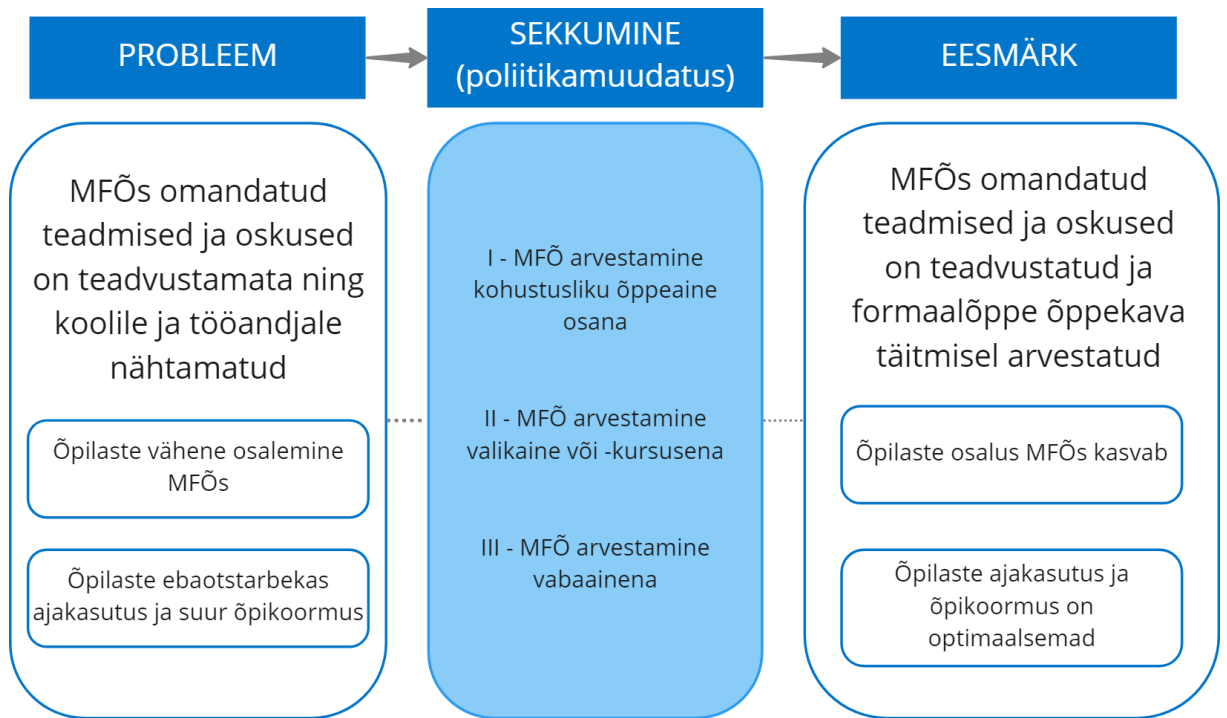 PROBLEEM
SEKKUMINE
(poliitikamuudatus)
EESMÄRK
MFÕs omandatud
teadmised ja oskused
on teadvustamata ning
koolile ja tööandjale
nähtamatud
Õpilaste vähene osalemine
MFÕs
Õpilaste ebaotstarbekas
ajakasutus ja suur õpikoormus
I - MFÕ arvestamine
kohustusliku õppeaine
osana
II - MFÕ arvestamine
valikaine või -kursusena
III - MFÕ arvestamine
vabaainena
MFÕs omandatud
teadmised ja oskused
on teadvustatud ja
formaalõppe õppekava
täitmisel arvestatud
Õpilaste osalus MFÕs kasvab
Õpilaste ajakasutus ja
õpikoormus on
optimaalsemad